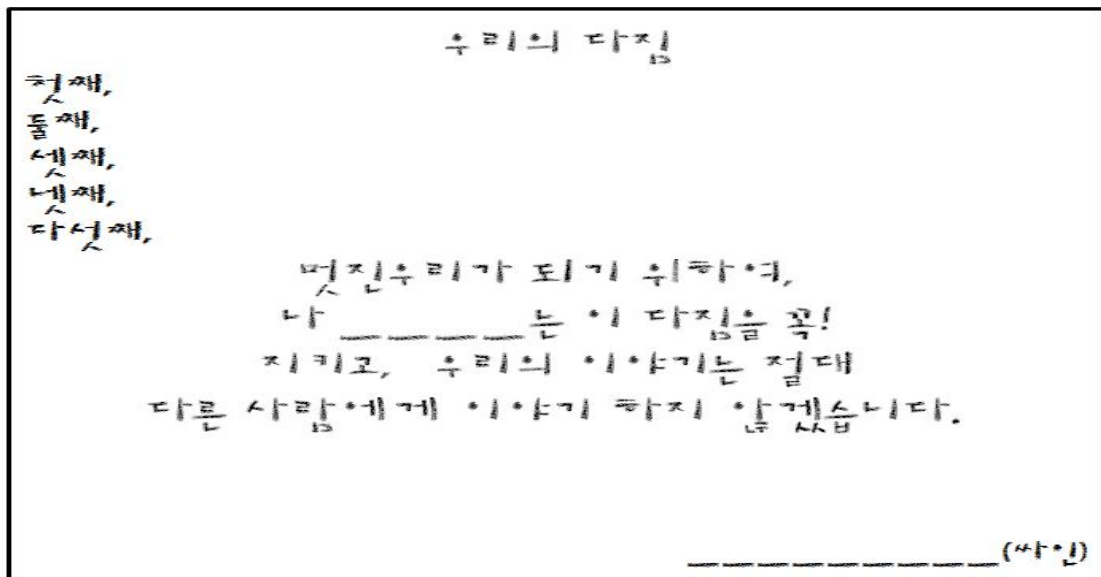 우리의 다짐
첫째,
둘째,
셋째,
넷째,
다섯째,
멋진우리가 되기 위하여,
나 ____는 이 다짐을 꼭!
지키고, 우리의 이야기는 절대
다른 사람에게 이야기 하지 않겠습니다.
_________(싸인)